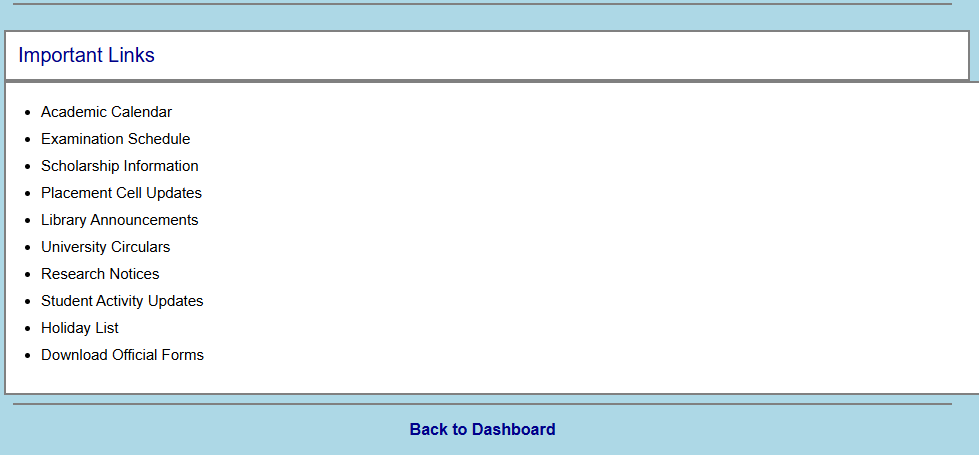 Important Links
Academic Calendar
Examination Schedule
Scholarship Information
Placement Cell Updates
Library Announcements
University Circulars
Research Notices
Student Activity Updates
Holiday List
Download Official Forms
Back to Dashboard